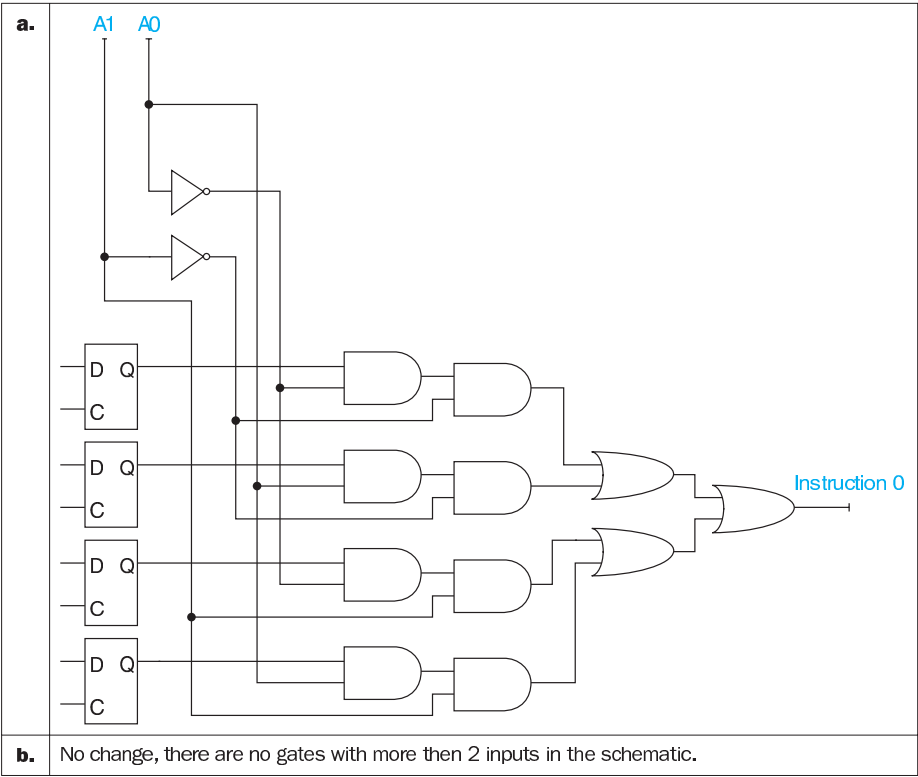 a.
A1 A0
D Q
C
D Q
C
Instruction 0
D Q
C
D Q
C
b. No change, there are no gates with more then 2 inputs in the schematic.